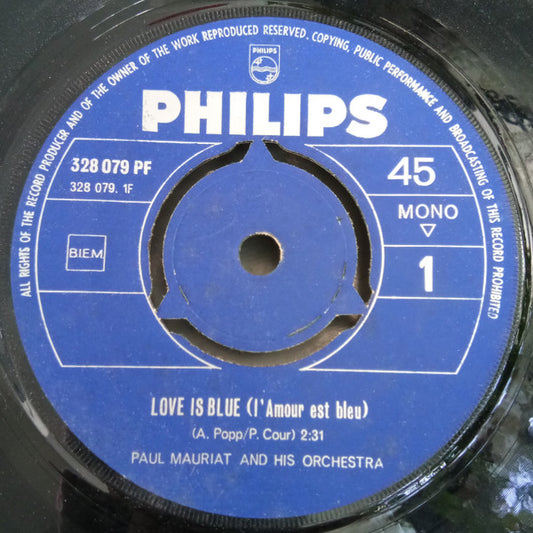 ALL RIGHTS OF THE RECORD PRODUCER AND OF THE OWNER OF THE WORK REPRODUCED RESERVED. COPYING, PUBLIC PERFORMANCE AND BROADCASTING OF THIS RECORD PROHIBITED
PHILIPS
PHILIPS
328 079 PF
328 079. 1F
BIEM
45
MONO
1
LOVE IS BLUE (l'Amour est bleu)
(A. Popp/P. Cour) 2:31
PAUL MAURIAT AND HIS ORCHESTRA